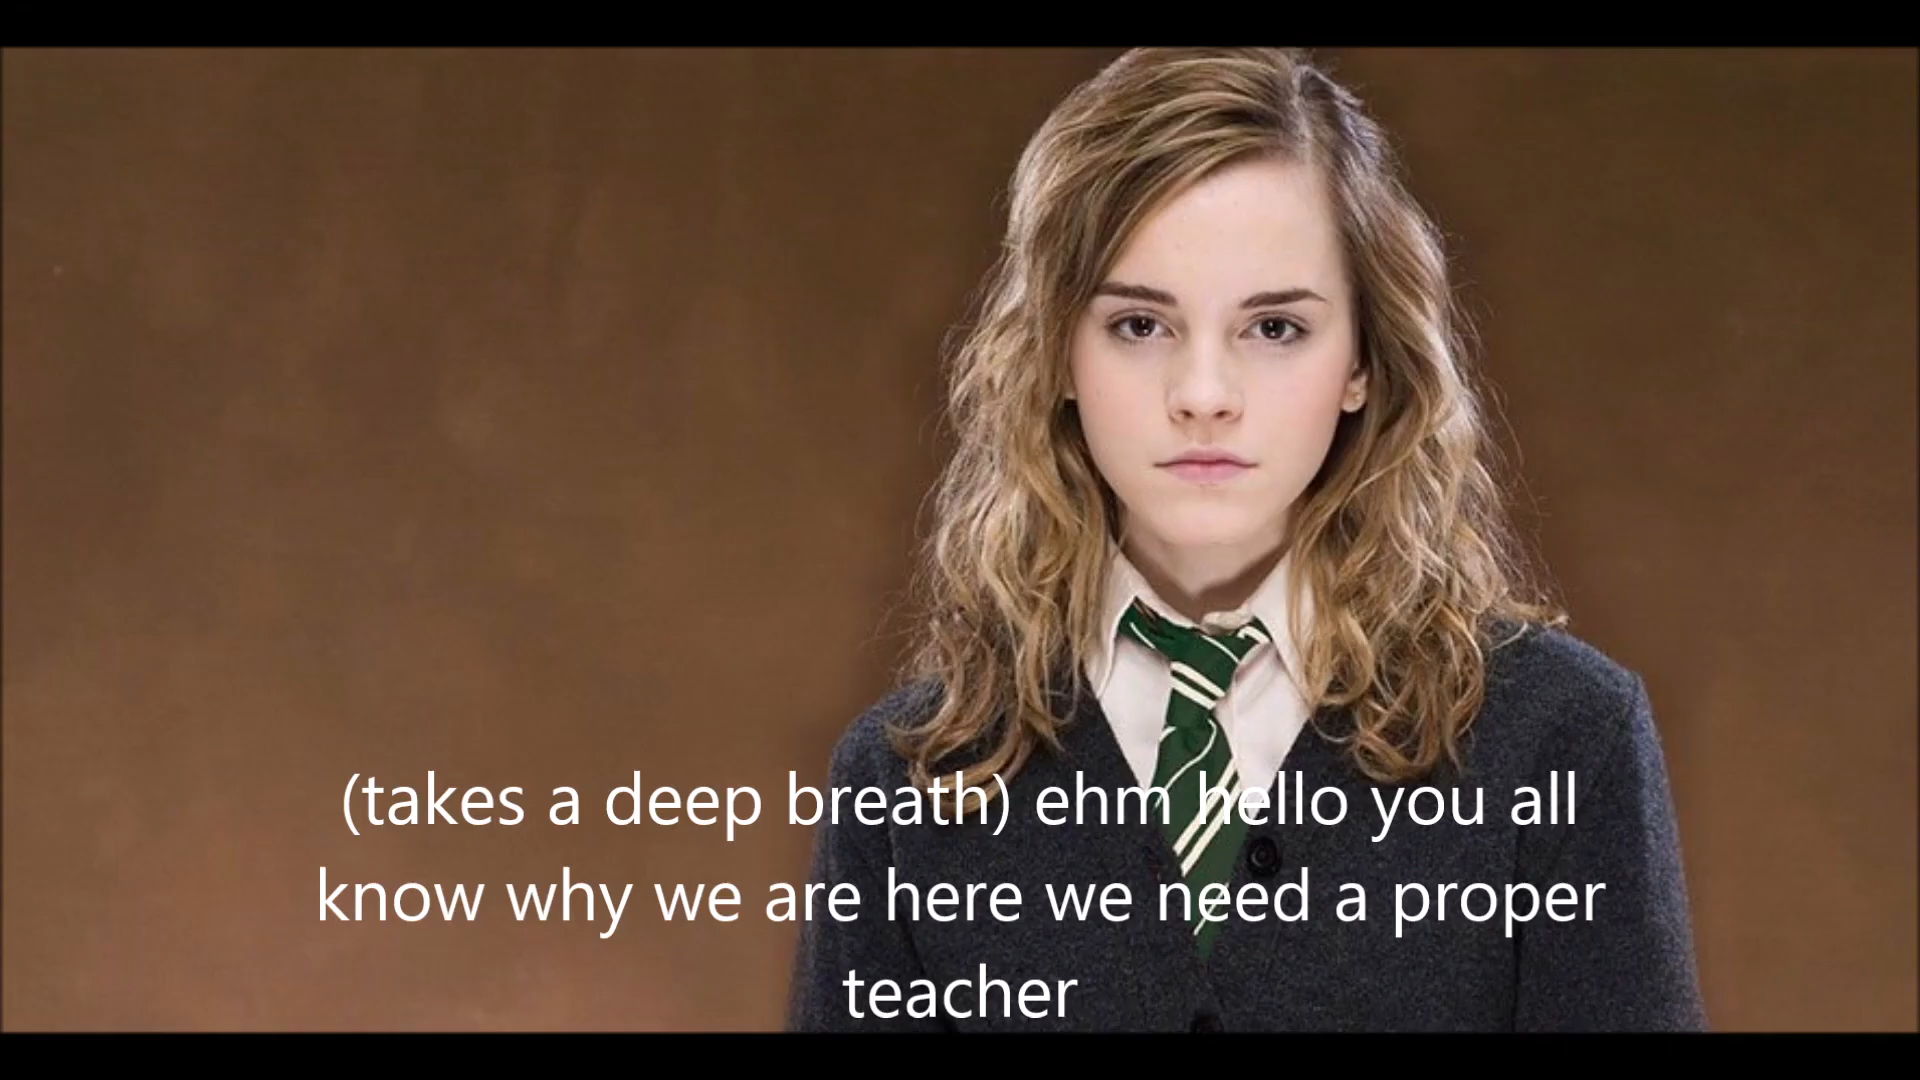 (takes a deep breath) ehm hello you all
know why we are here we need a proper
teacher